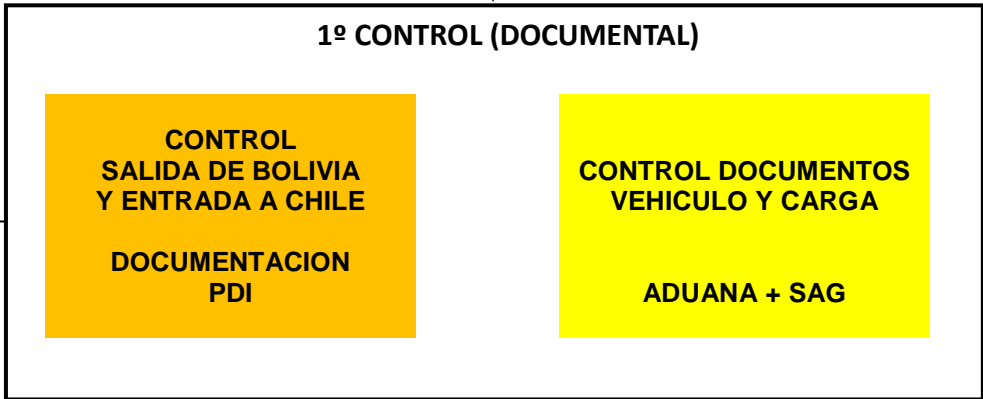 1º CONTROL (DOCUMENTAL)
CONTROL
SALIDA DE BOLIVIA
Y ENTRADA A CHILE
DOCUMENTACION
PDI
CONTROL DOCUMENTOS
VEHICULO Y CARGA
ADUANA + SAG